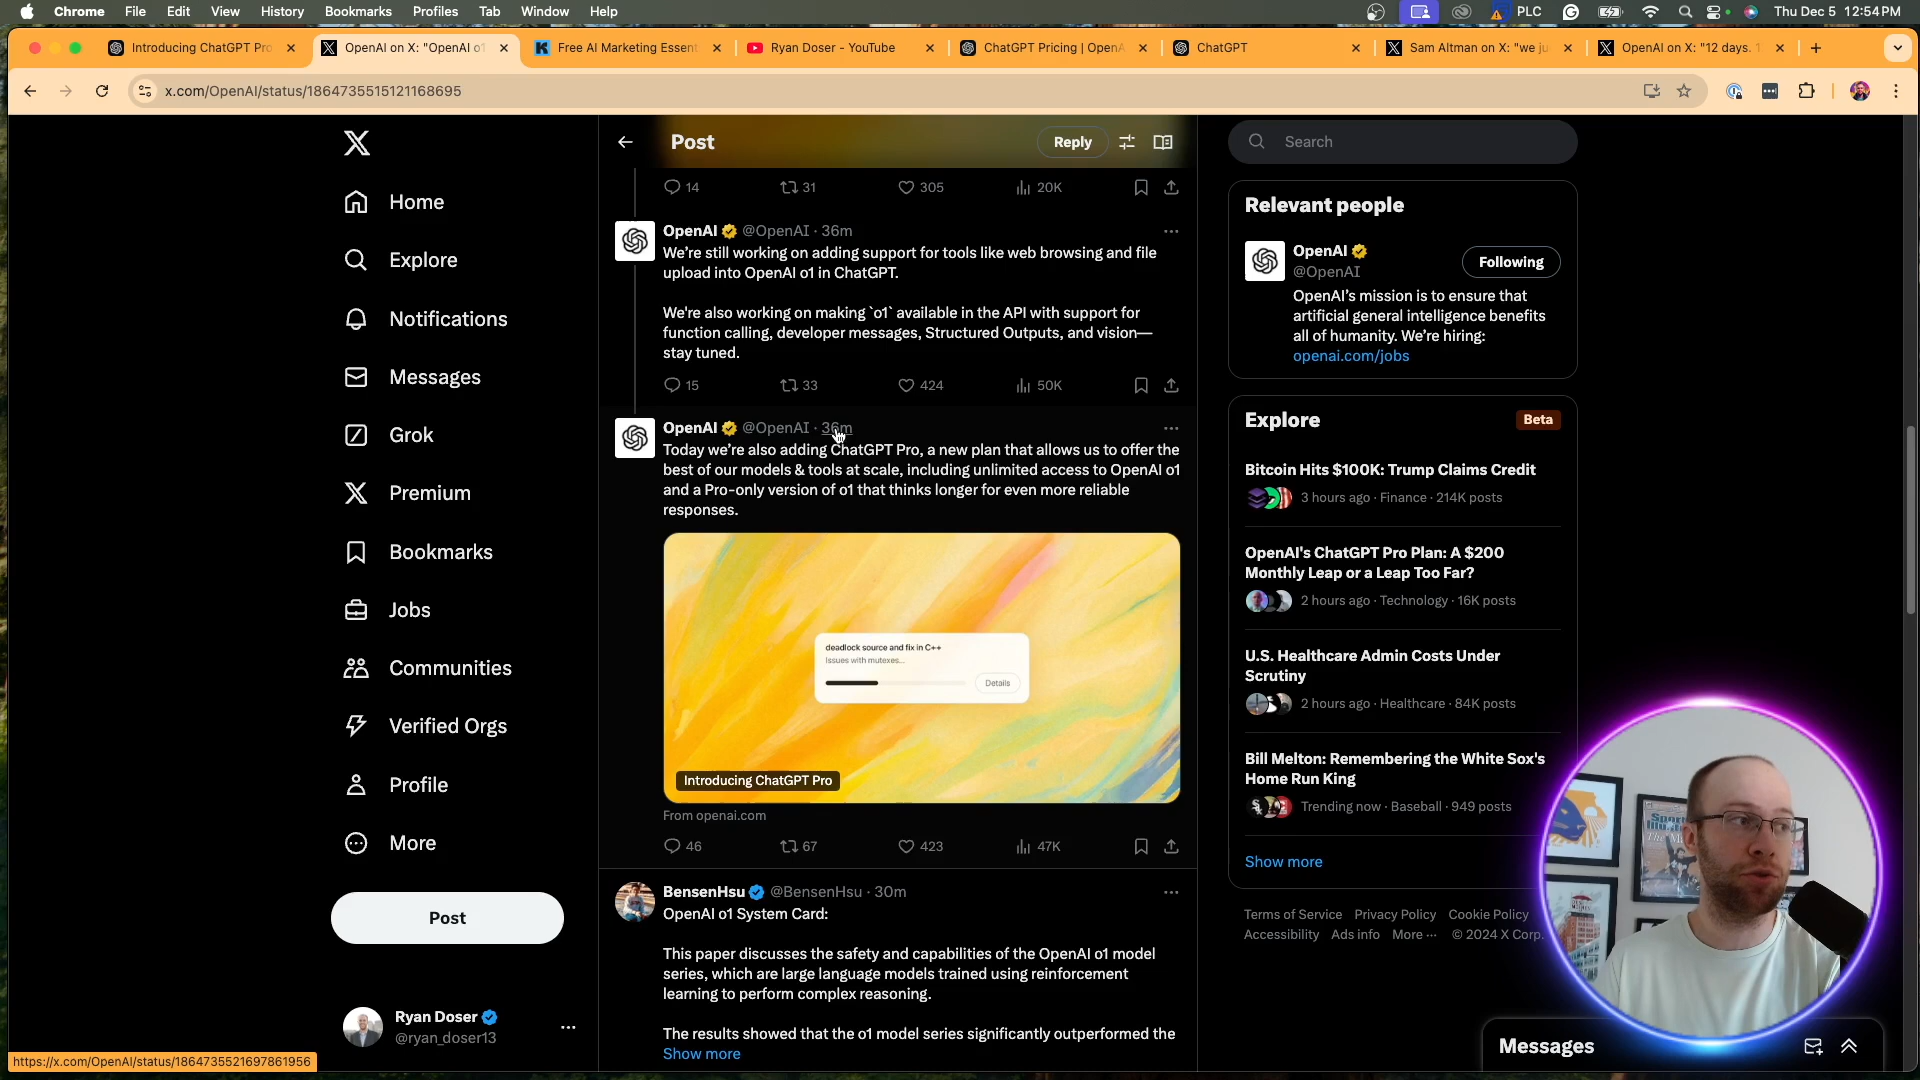 Chrome File Edit View History Bookmarks Profiles Tab Window Help PLC Thu Dec 5 12:54 PM
Introducing ChatGPT Pro
OpenAI on X: "OpenAI o1
Free AI Marketing Essent
Ryan Doser - YouTube
ChatGPT Pricing | OpenA
ChatGPT
Sam Altman on X: "we ju
OpenAI on X: "12 days. 1
x.com/OpenAI/status/1864735515121168695
Home
Explore
Notifications
Messages
Grok
Premium
Bookmarks
Jobs
Communities
Verified Orgs
Profile
More
Post
Ryan Doser
@ryan_doser13
https://x.com/OpenAI/status/1864735521697861956
Post
Reply
14 31 305 20K
OpenAI @OpenAI · 36m
We're still working on adding support for tools like web browsing and file
upload into OpenAI o1 in ChatGPT.
We're also working on making `o1` available in the API with support for
function calling, developer messages, Structured Outputs, and vision—
stay tuned.
15 33 424 50K
OpenAI @OpenAI · 36m
Today we're also adding ChatGPT Pro, a new plan that allows us to offer the
best of our models & tools at scale, including unlimited access to OpenAI o1
and a Pro-only version of o1 that thinks longer for even more reliable
responses.
deadlock source and fix in C++
Issues with mutexes...
Details
Introducing ChatGPT Pro
From openai.com
46 67 423 47K
BensenHsu @BensenHsu · 30m
OpenAI o1 System Card:
This paper discusses the safety and capabilities of the OpenAI o1 model
series, which are large language models trained using reinforcement
learning to perform complex reasoning.
The results showed that the o1 model series significantly outperformed the
Show more
Search
Relevant people
OpenAI
@OpenAI
Following
OpenAI's mission is to ensure that
artificial general intelligence benefits
all of humanity. We're hiring:
openai.com/jobs
Explore
Beta
Bitcoin Hits $100K: Trump Claims Credit
3 hours ago · Finance · 214K posts
OpenAI's ChatGPT Pro Plan: A $200
Monthly Leap or a Leap Too Far?
2 hours ago · Technology · 16K posts
U.S. Healthcare Admin Costs Under
Scrutiny
2 hours ago · Healthcare · 84K posts
Bill Melton: Remembering the White Sox's
Home Run King
Trending now · Baseball · 949 posts
Show more
Terms of Service Privacy Policy Cookie Policy
Accessibility Ads info More ··· © 2024 X Corp.
Messages